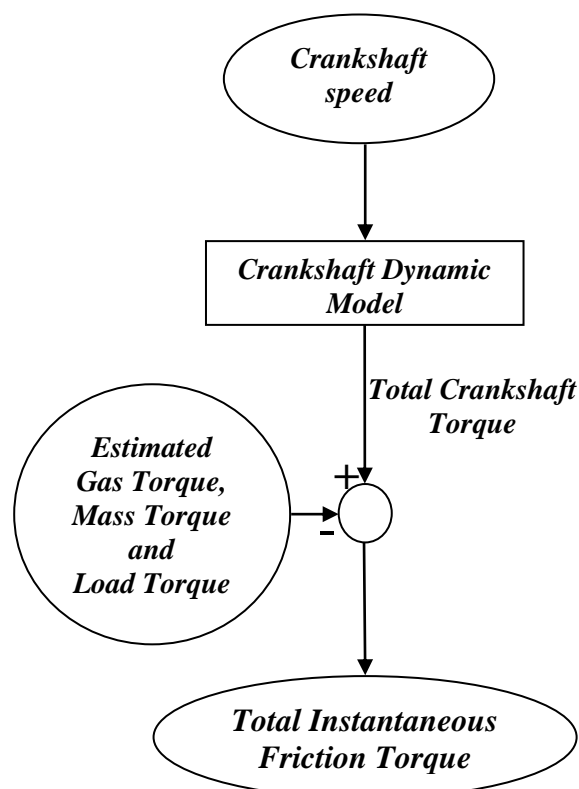 Crankshaft
speed
Crankshaft Dynamic
Model
Total Crankshaft
Torque
Estimated
Gas Torque,
Mass Torque
and
Load Torque
+
-
Total Instantaneous
Friction Torque